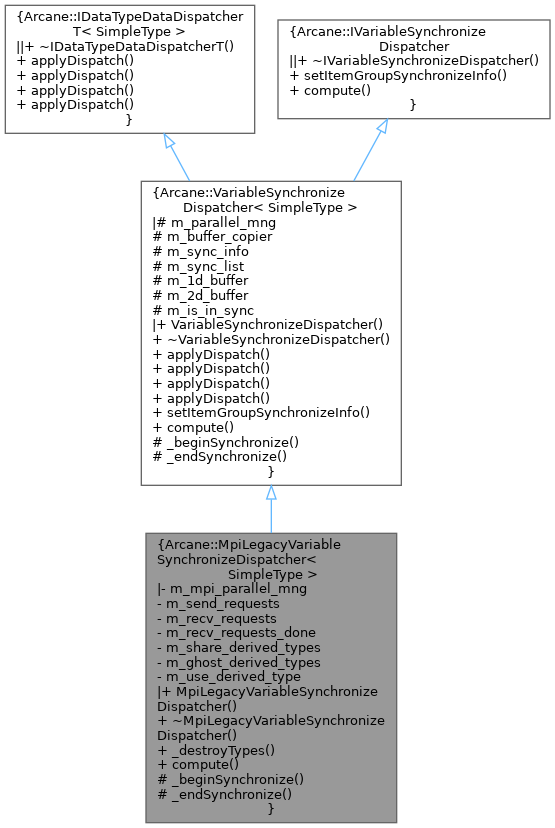 {Arcane::IDataTypeDataDispatcher
T< SimpleType >
||+ ~IDataTypeDataDispatcherT()
+ applyDispatch()
+ applyDispatch()
+ applyDispatch()
+ applyDispatch()
}
{Arcane::IVariableSynchronize
Dispatcher
||+ ~IVariableSynchronizeDispatcher()
+ setItemGroupSynchronizeInfo()
+ compute()
}
{Arcane::VariableSynchronize
Dispatcher< SimpleType >
|# m_parallel_mng
# m_buffer_copier
# m_sync_info
# m_sync_list
# m_1d_buffer
# m_2d_buffer
# m_is_in_sync
|+ VariableSynchronizeDispatcher()
+ ~VariableSynchronizeDispatcher()
+ applyDispatch()
+ applyDispatch()
+ applyDispatch()
+ applyDispatch()
+ setItemGroupSynchronizeInfo()
+ compute()
# _beginSynchronize()
# _endSynchronize()
}
{Arcane::MpiLegacyVariable
SynchronizeDispatcher<
SimpleType >
|- m_mpi_parallel_mng
- m_send_requests
- m_recv_requests
- m_recv_requests_done
- m_share_derived_types
- m_ghost_derived_types
- m_use_derived_type
|+ MpiLegacyVariableSynchronize
Dispatcher()
+ ~MpiLegacyVariableSynchronize
Dispatcher()
+ _destroyTypes()
+ compute()
# _beginSynchronize()
# _endSynchronize()
}